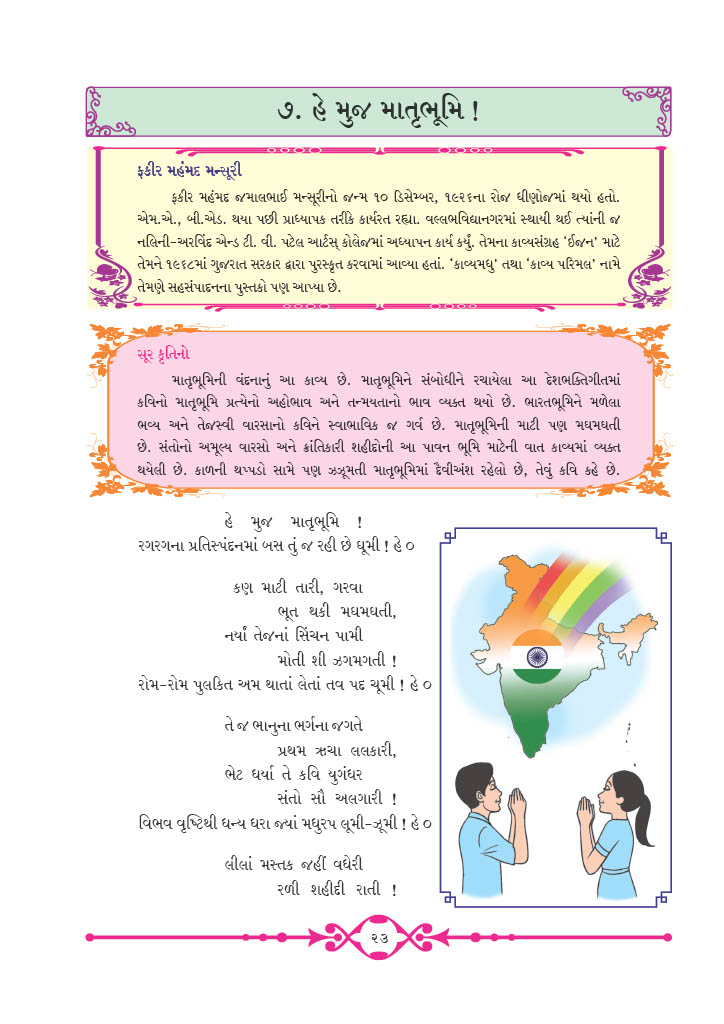 ૭. હે મુજ માતૃભૂમિ !
ફકીર મહંમદ મન્સૂરી
ફકીર મહંમદ જમાલભાઈ મન્સૂરીનો જન્મ ૧૦ ડિસેમ્બર, ૧૯૨૬ના રોજ ધીણોજમાં થયો હતો.
એમ.એ., બી.એડ. થયા પછી પ્રાધ્યાપક તરીકે કાર્યરત રહ્યા. વલ્લભવિદ્યાનગરમાં સ્થાયી થઈ ત્યાંની જ
નલિની-અરવિંદ એન્ડ ટી. વી. પટેલ આર્ટસ્ કોલેજમાં અધ્યાપન કાર્ય કર્યું. તેમના કાવ્યસંગ્રહ ‘ઈજન’ માટે
તેમને ૧૯૬૮માં ગુજરાત સરકાર દ્વારા પુરસ્કૃત કરવામાં આવ્યા હતાં. ‘કાવ્યમધુ’ તથા ‘કાવ્ય પરિમલ’ નામે
તેમણે સહસંપાદનના પુસ્તકો પણ આપ્યા છે.
સૂર કૃતિનો
માતૃભૂમિની વંદનાનું આ કાવ્ય છે. માતૃભૂમિને સંબોધીને રચાયેલા આ દેશભક્તિગીતમાં
કવિનો માતૃભૂમિ પ્રત્યેનો અહોભાવ અને તન્મયતાનો ભાવ વ્યક્ત થયો છે. ભારતભૂમિને મળેલા
ભવ્ય અને તેજસ્વી વારસાનો કવિને સ્વાભાવિક જ ગર્વ છે. માતૃભૂમિની માટી પણ મઘમઘતી
છે. સંતોનો અમૂલ્ય વારસો અને ક્રાંતિકારી શહીદોની આ પાવન ભૂમિ માટેની વાત કાવ્યમાં વ્યક્ત
થયેલી છે. કાળની થપ્પડો સામે પણ ઝઝૂમતી માતૃભૂમિમાં દૈવીઅંશ રહેલો છે, તેવું કવિ કહે છે.
હે મુજ માતૃભૂમિ !
રગરગના પ્રતિસ્પંદનમાં બસ તું જ રહી છે ઘૂમી ! હે ૦
કણ માટી તારી, ગરવા
ભૂત થકી મઘમઘતી,
નર્યાં તેજનાં સિંચન પામી
મોતી શી ઝગમગતી !
રોમ-રોમ પુલકિત અમ થાતાં લેતાં તવ પદ ચૂમી ! હે ૦
તે જ ભાનુના ભર્ગના જગતે
પ્રથમ ઋચા લલકારી,
ભેટ ધર્યા તે કવિ યુગંધર
સંતો સૌ અલગારી !
વિભવ વૃષ્ટિથી ધન્ય ધરા જ્યાં મધુરપ લૂમી-ઝૂમી ! હે ૦
લીલાં મસ્તક જહીં વધેરી
રળી શહીદી રાતી !
૨૩